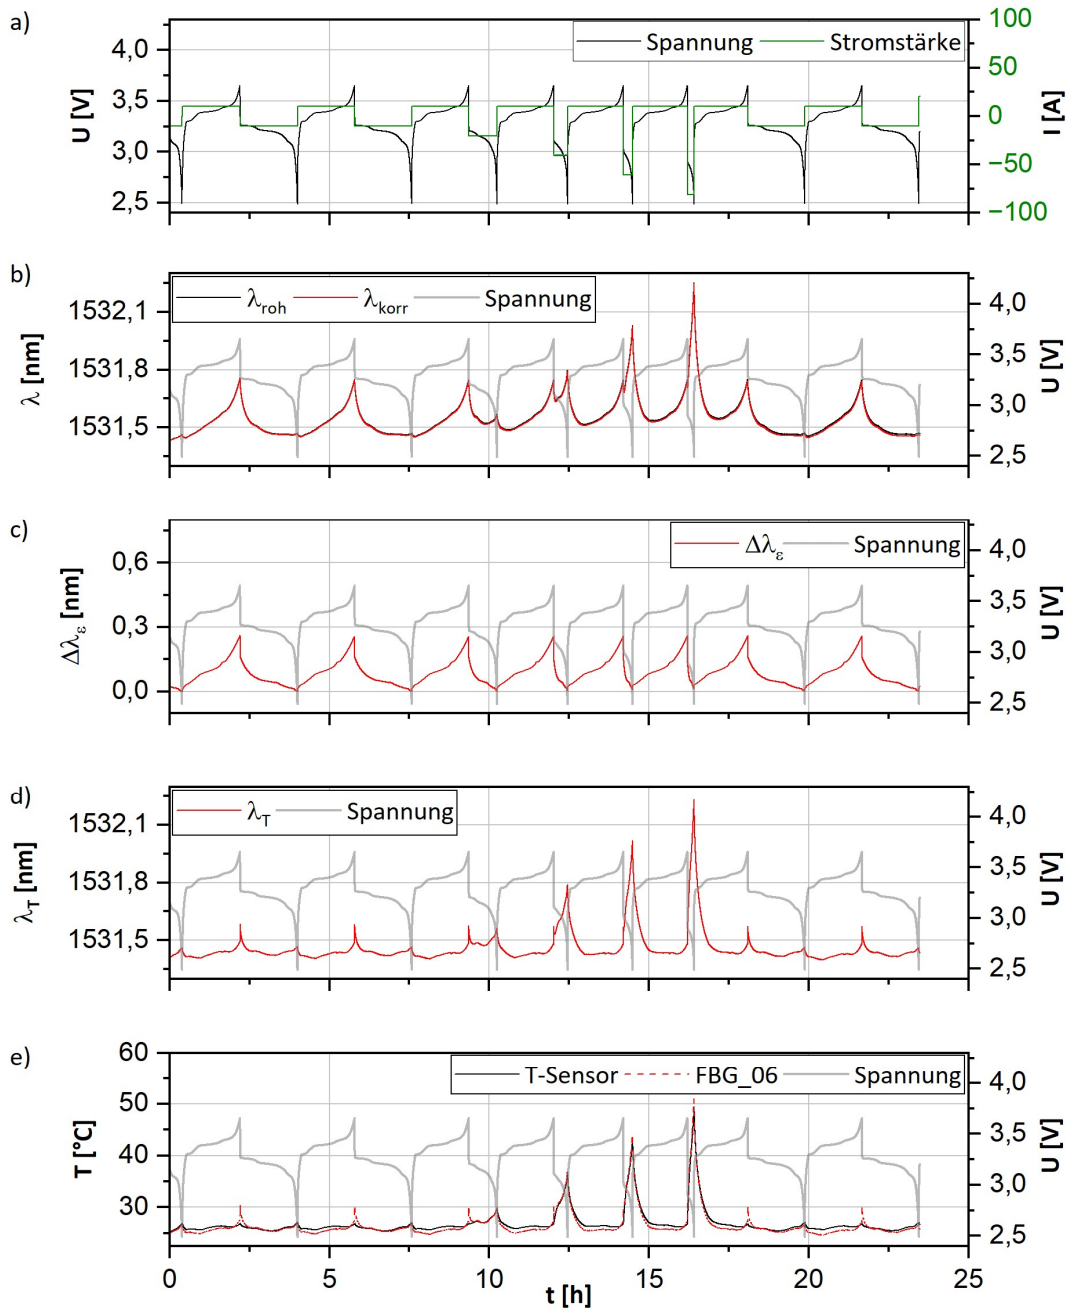 a)
U [V]
4,0
3,5
3,0
2,5
Spannung Stromstärke
100
50
0
−50
−100
I [A]
b)
λ [nm]
1532,1
1531,8
1531,5
λroh λkorr Spannung
4,0
3,5
3,0
2,5
U [V]
c)
Δλε [nm]
0,6
0,3
0,0
Δλε Spannung
4,0
3,5
3,0
2,5
U [V]
d)
λT [nm]
1532,1
1531,8
1531,5
λT Spannung
4,0
3,5
3,0
2,5
U [V]
e)
T [°C]
60
50
40
30
T-Sensor FBG_06 Spannung
4,0
3,5
3,0
2,5
U [V]
0 5 10 15 20 25
t [h]